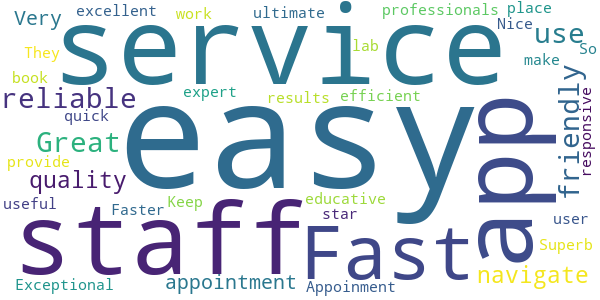 Very
excellent
work
ultimate
professionals
place
Nice
They
service
lab
use
So
make
book
reliable
expert
results
efficient
quick
easy
app
friendly
responsive
Great
provide
quality
useful
Faster
Keep
educative
star
user
staff
Fast
Superb
navigate
Exceptional
appointment
Appoinment